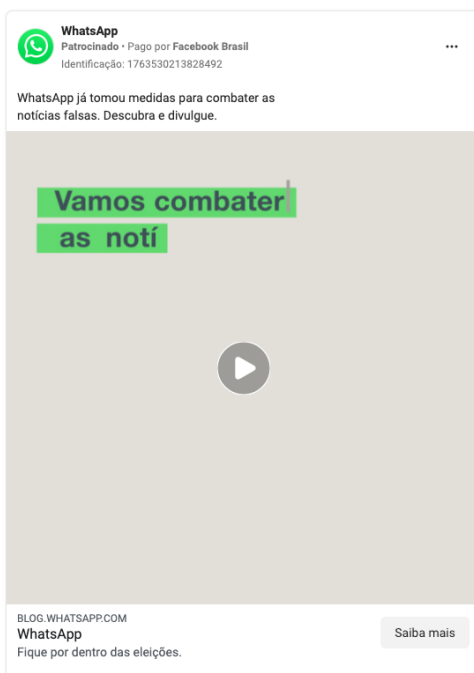 WhatsApp
Patrocinado • Pago por Facebook Brasil
Identificação: 1763530213828492
WhatsApp já tomou medidas para combater as
notícias falsas. Descubra e divulgue.
Vamos combater
as notí
BLOG.WHATSAPP.COM
WhatsApp
Fique por dentro das eleições.
Saiba mais